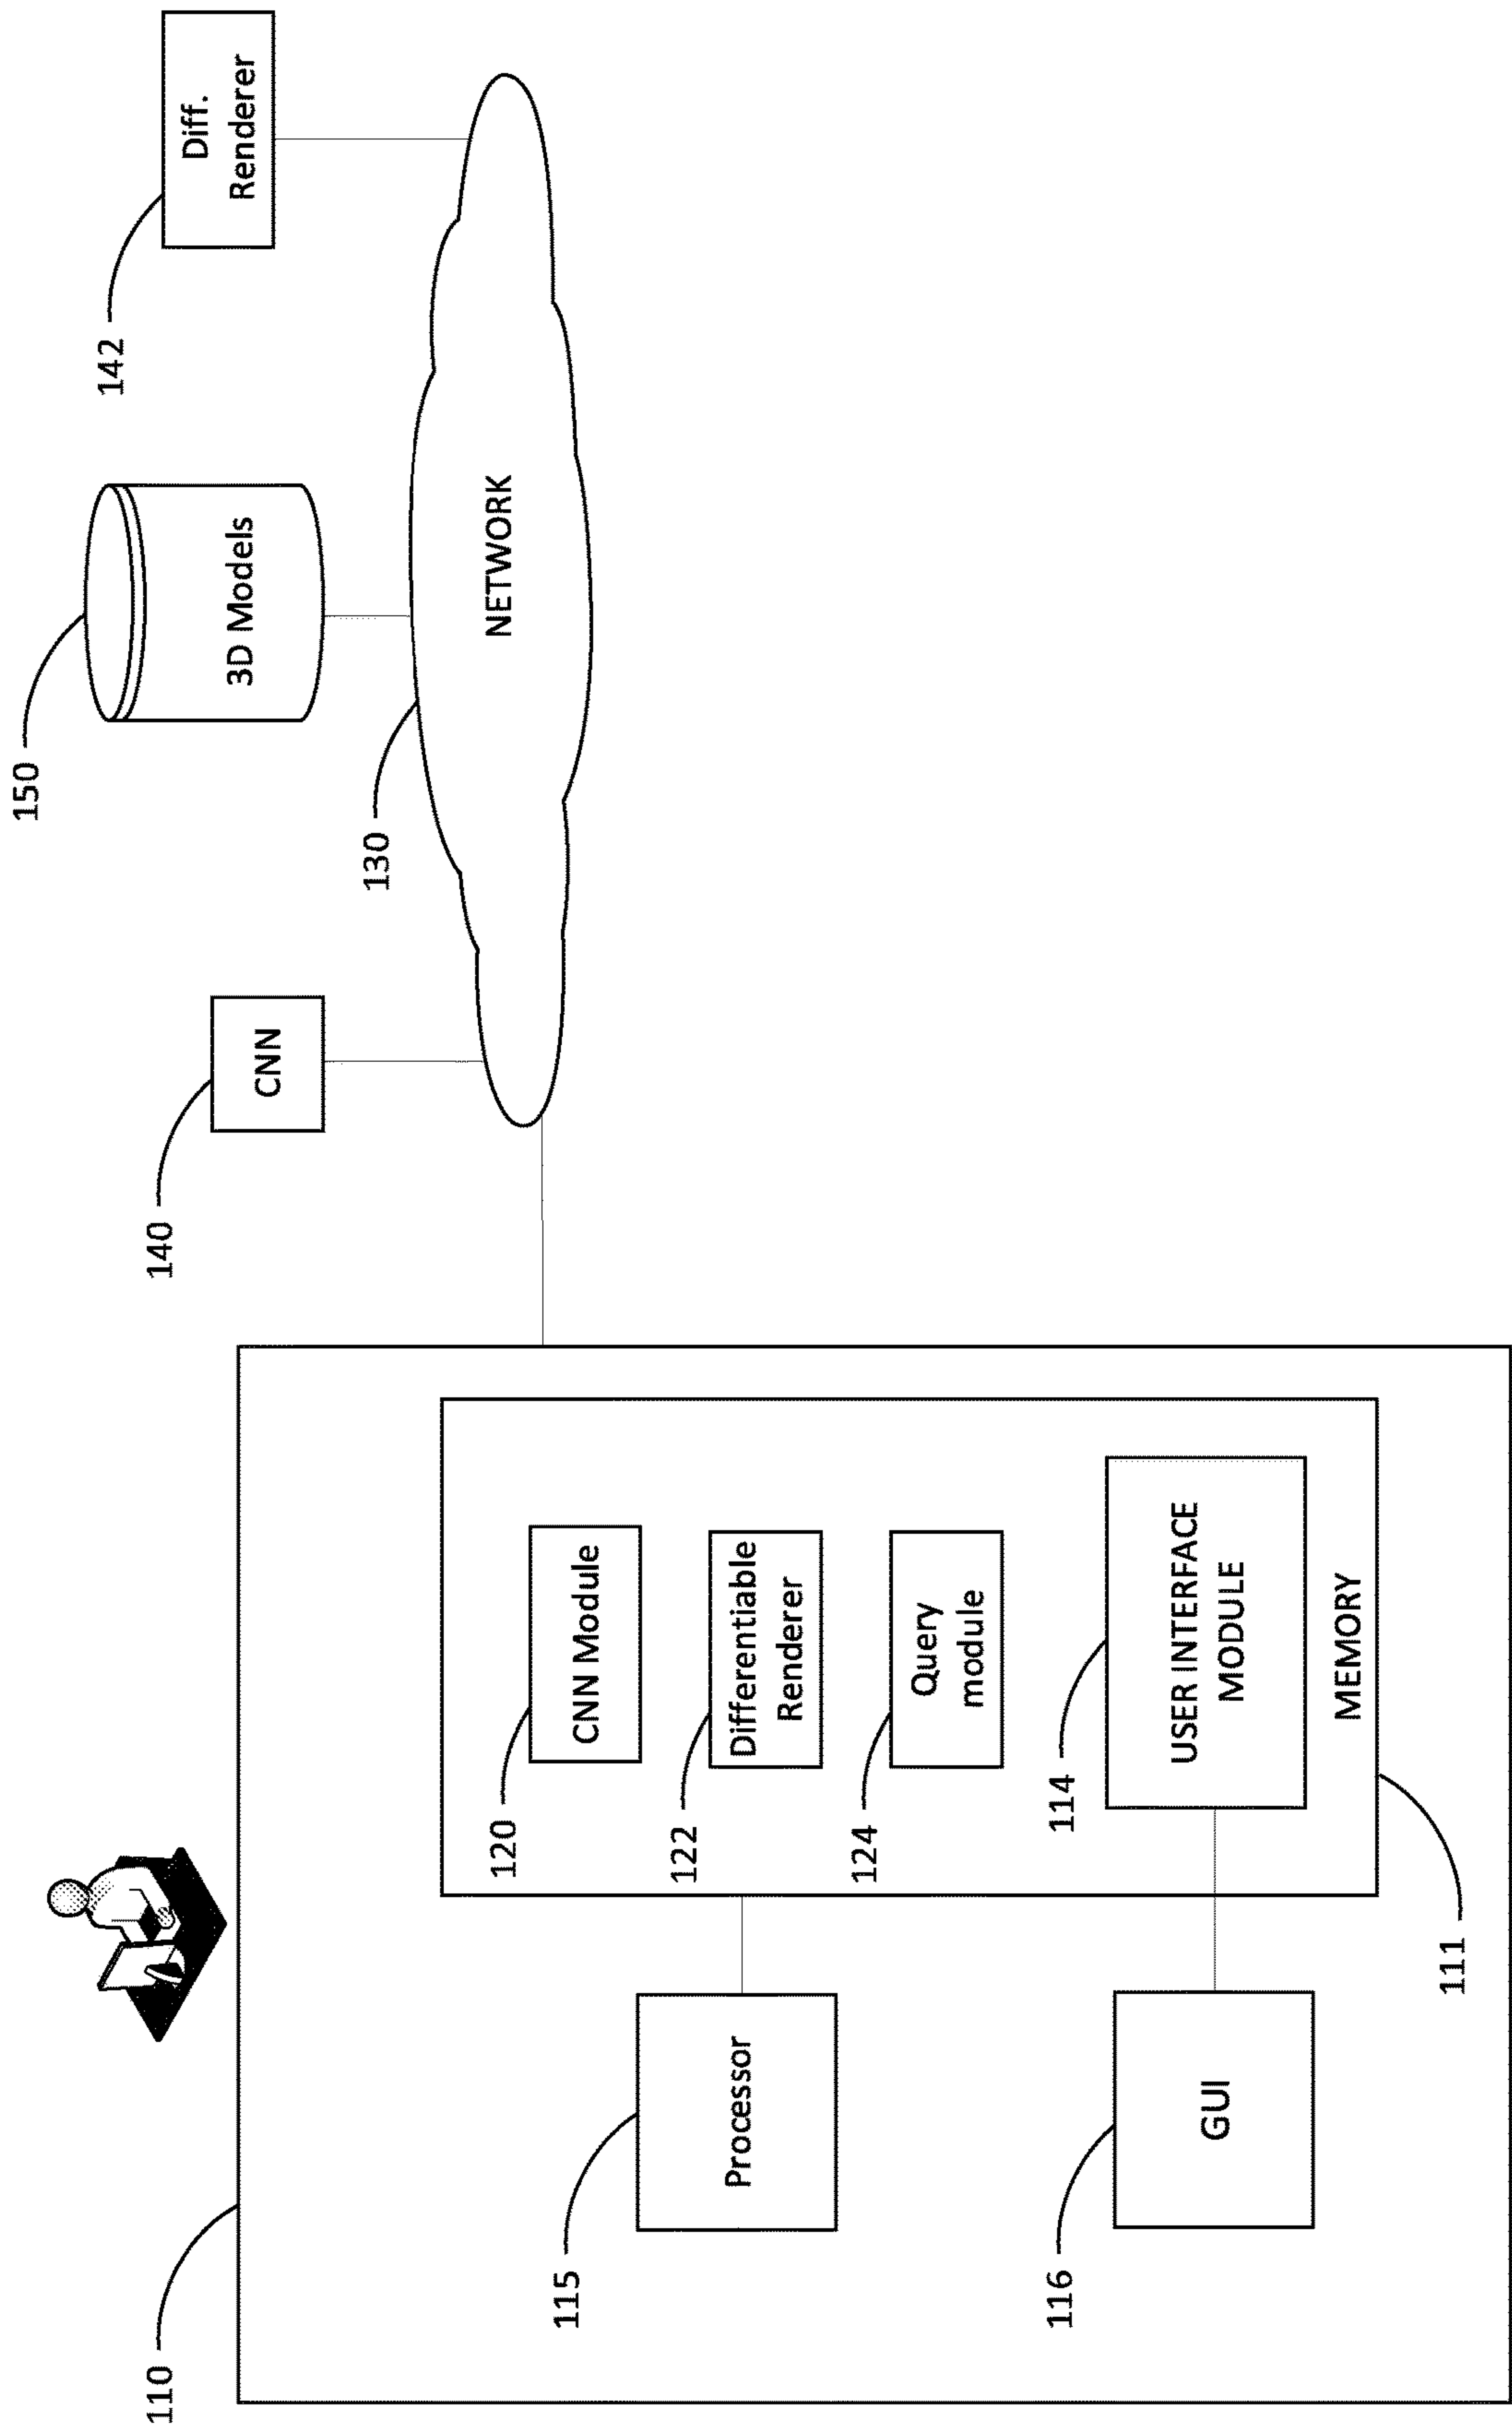 110
115
Processor
116
GUI
120
CNN Module
122
Differentiable
Renderer
124
Query
module
114
USER INTERFACE
MODULE
MEMORY
111
140
CNN
150
3D Models
130
NETWORK
142
Diff.
Renderer